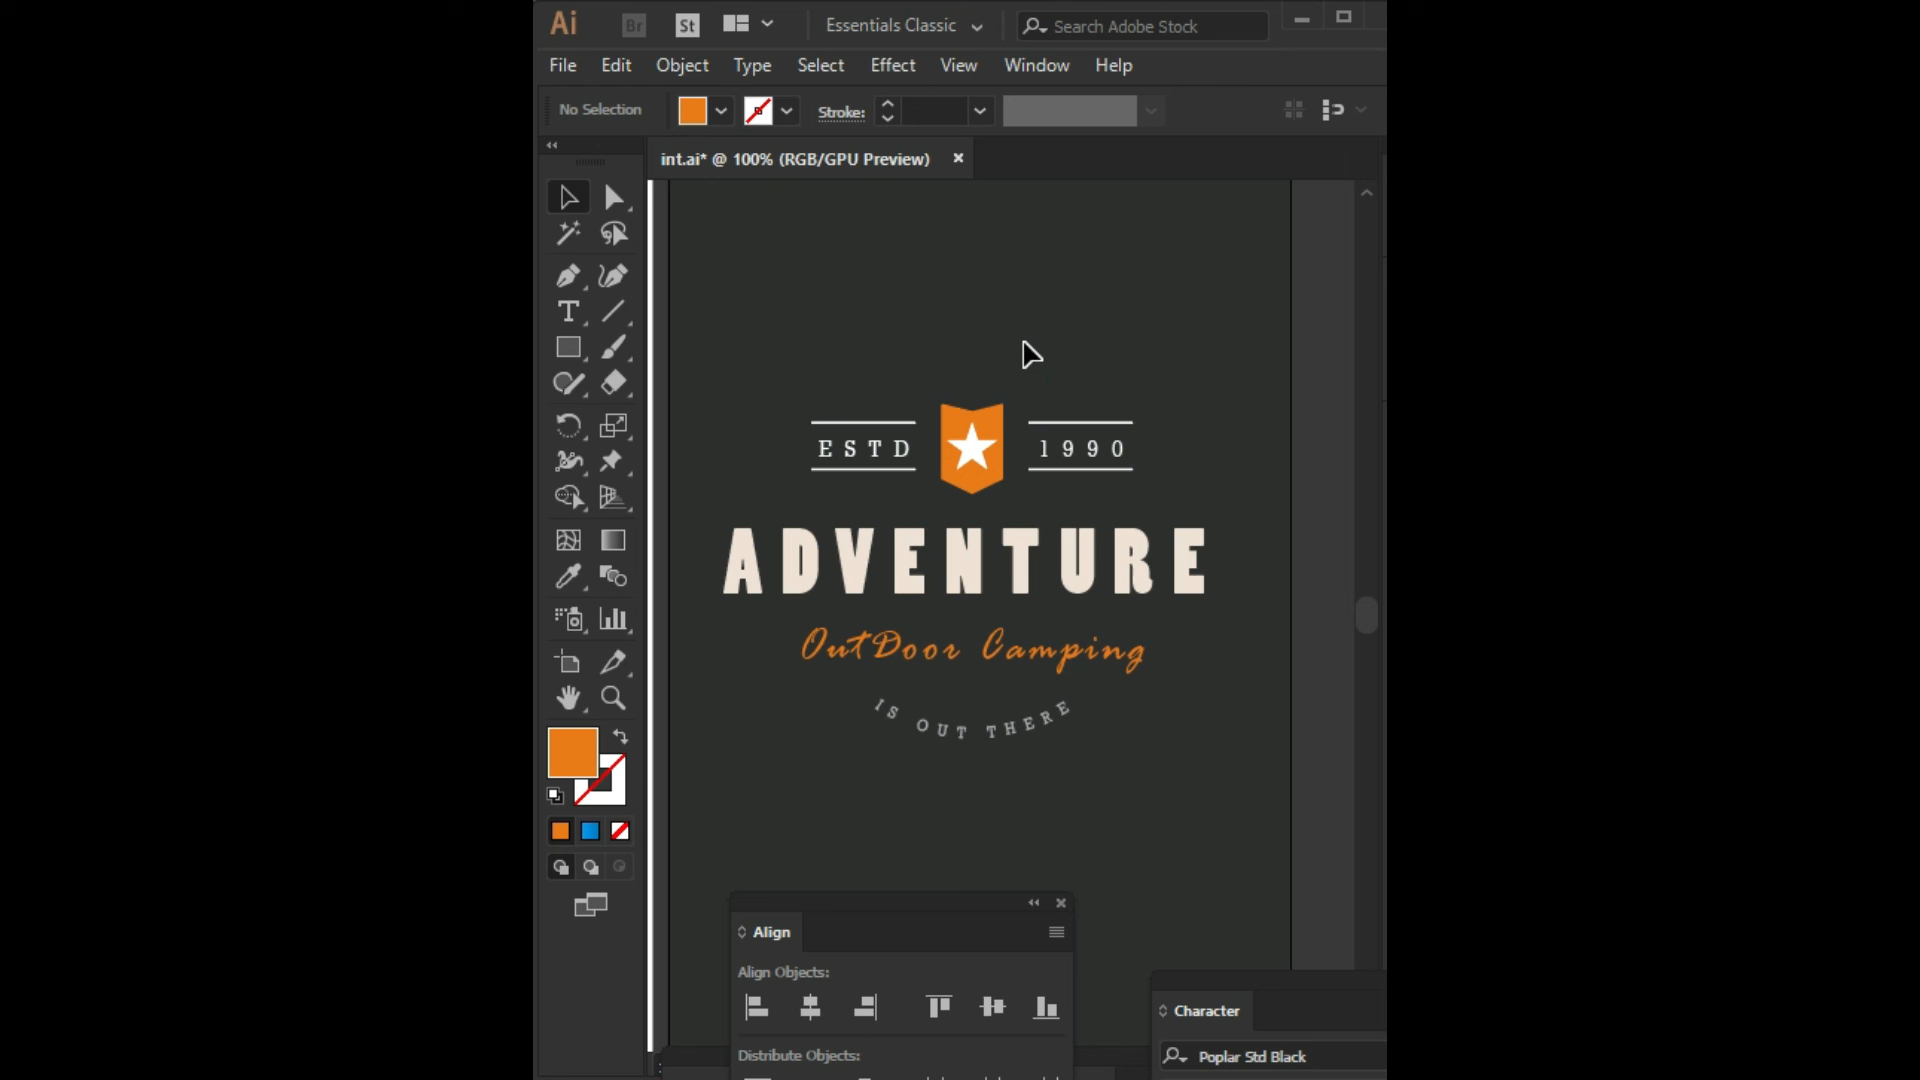 Ai Br St Essentials Classic Search Adobe Stock
File Edit Object Type Select Effect View Window Help
No Selection Stroke:
int.ai* @ 100% (RGB/GPU Preview) ×
ESTD 1990
ADVENTURE
OutDoor Camping
IS OUT THERE
Align
Align Objects:
Character
Distribute Objects:
Poplar Std Black